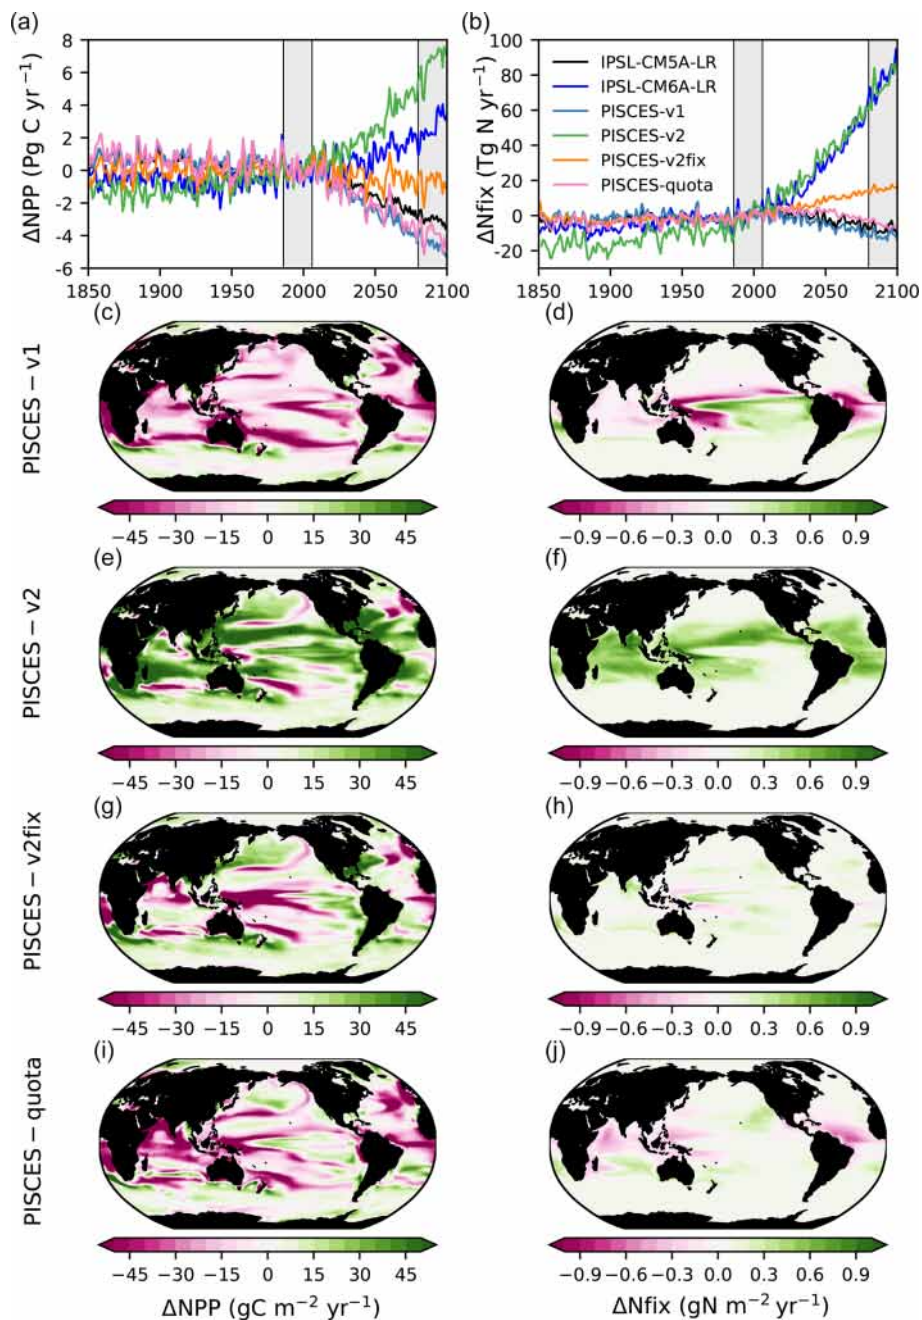 (a)
(b)
ΔNPP (Pg C yr⁻¹)
8
6
4
2
0
-2
-4
-6
1850
1900
1950
2000
2050
2100
ΔNfix (Tg N yr⁻¹)
100
80
60
40
20
0
-20
1850
1900
1950
2000
2050
2100
IPSL-CM5A-LR
IPSL-CM6A-LR
PISCES-v1
PISCES-v2
PISCES-v2fix
PISCES-quota
(c)
(d)
PISCES − v1
−45 −30 −15 0 15 30 45
−0.9 −0.6 −0.3 0.0 0.3 0.6 0.9
(e)
(f)
PISCES − v2
−45 −30 −15 0 15 30 45
−0.9 −0.6 −0.3 0.0 0.3 0.6 0.9
(g)
(h)
PISCES − v2fix
−45 −30 −15 0 15 30 45
−0.9 −0.6 −0.3 0.0 0.3 0.6 0.9
(i)
(j)
PISCES − quota
−45 −30 −15 0 15 30 45
−0.9 −0.6 −0.3 0.0 0.3 0.6 0.9
ΔNPP (gC m⁻² yr⁻¹)
ΔNfix (gN m⁻² yr⁻¹)